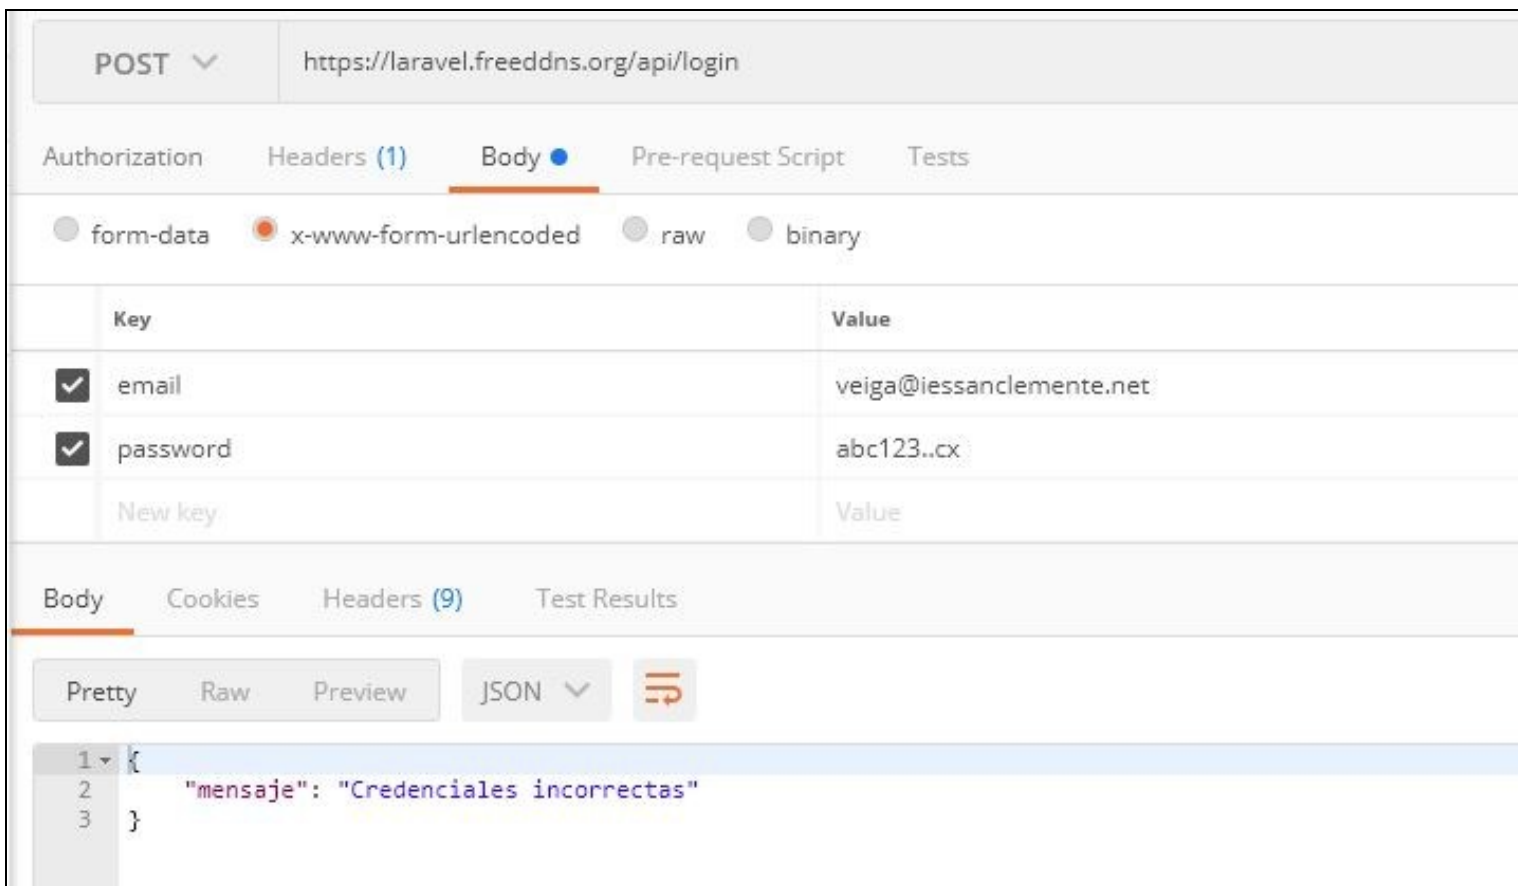 POST https://laravel.freeddns.org/api/login
Authorization Headers (1) Body Pre-request Script Tests
form-data x-www-form-urlencoded raw binary
Key Value
email veiga@iessanclemente.net
password abc123..cx
New key Value
Body Cookies Headers (9) Test Results
Pretty Raw Preview JSON
1 {
2 "mensaje": "Credenciales incorrectas"
3 }